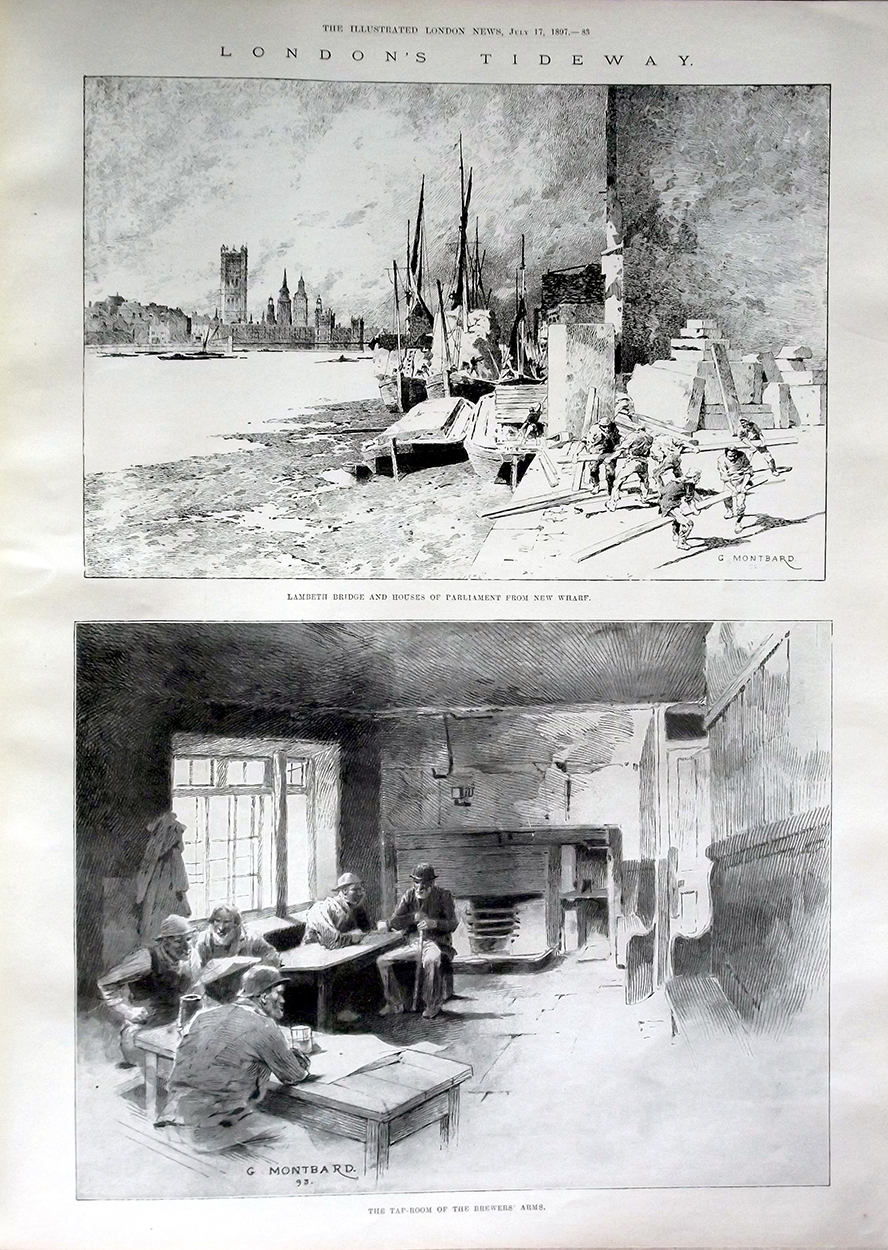 THE ILLUSTRATED LONDON NEWS, JULY 17, 1897.—83
LONDON'S TIDEWAY.
G. MONTBARD.
LAMBETH BRIDGE AND HOUSES OF PARLIAMENT FROM NEW WHARF.
G. MONTBARD.
93.
THE TAP-ROOM OF THE BREWERS' ARMS.